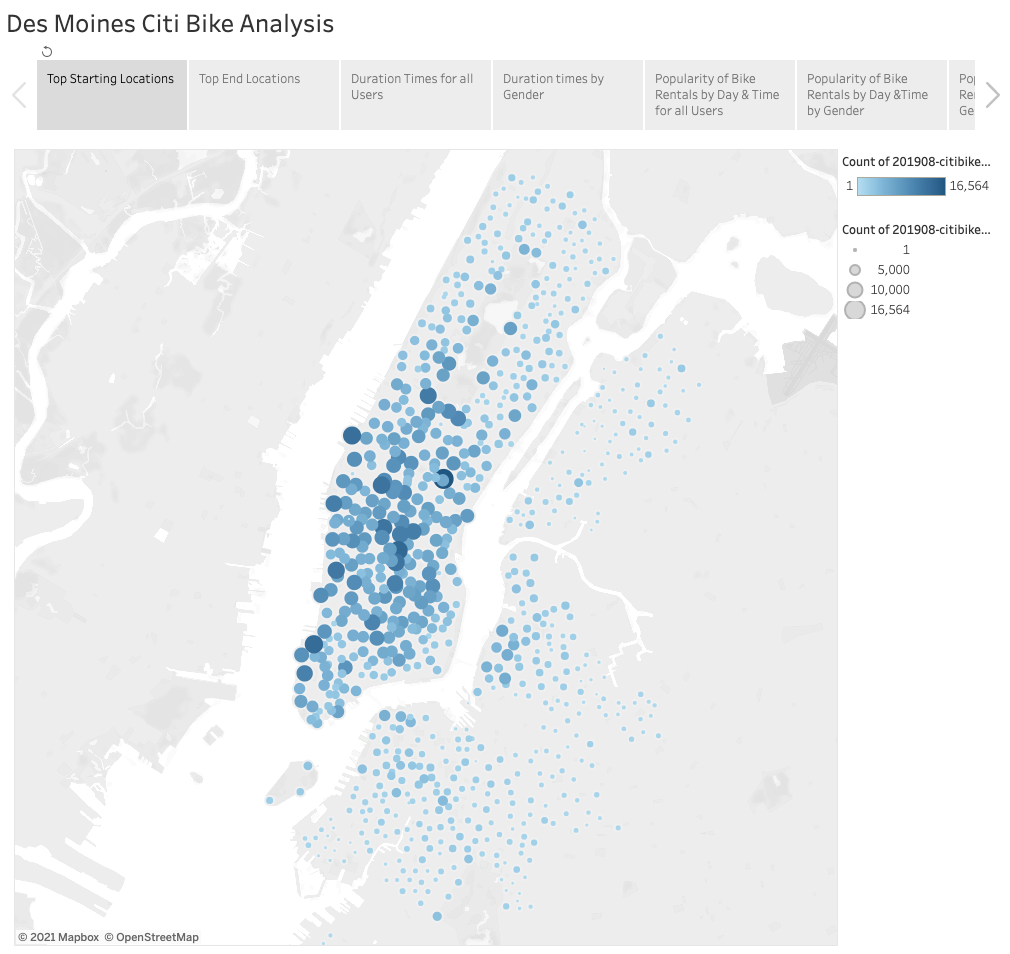 Des Moines Citi Bike Analysis
Top Starting Locations
Top End Locations
Duration Times for all
Users
Duration times by
Gender
Popularity of Bike
Rentals by Day & Time
for all Users
Popularity of Bike
Rentals by Day &Time
by Gender
Count of 201908-citibike...
1 16,564
Count of 201908-citibike...
1
5,000
10,000
16,564
© 2021 Mapbox © OpenStreetMap